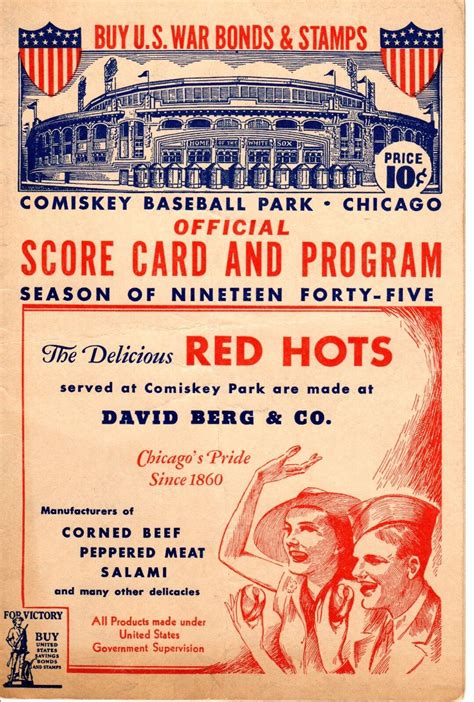 BUY U.S. WAR BONDS & STAMPS
HOME OF THE WHITE SOX
PRICE
10¢
COMISKEY BASEBALL PARK • CHICAGO
OFFICIAL
SCORE CARD AND PROGRAM
SEASON OF NINETEEN FORTY-FIVE
The Delicious RED HOTS
served at Comiskey Park are made at
DAVID BERG & CO.
Chicago's Pride
Since 1860
Manufacturers of
CORNED BEEF
PEPPERED MEAT
SALAMI
and many other delicacies
All Products made under
United States
Government Supervision
FOR VICTORY
BUY
UNITED
STATES
SAVINGS
BONDS
AND STAMPS